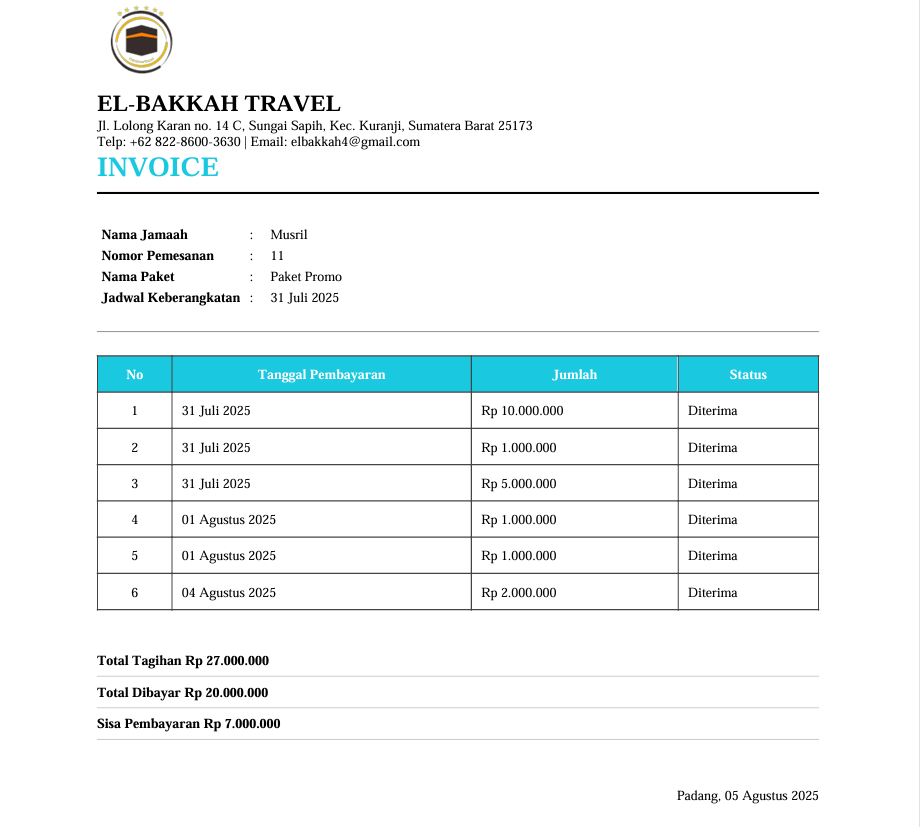 EL-BAKKAH TRAVEL
Jl. Lolong Karan no. 14 C, Sungai Sapih, Kec. Kuranji, Sumatera Barat 25173
Telp: +62 822-8600-3630 | Email: elbakkah4@gmail.com
INVOICE
Nama Jamaah : Musril
Nomor Pemesanan : 11
Nama Paket : Paket Promo
Jadwal Keberangkatan : 31 Juli 2025
No Tanggal Pembayaran Jumlah Status
1 31 Juli 2025 Rp 10.000.000 Diterima
2 31 Juli 2025 Rp 1.000.000 Diterima
3 31 Juli 2025 Rp 5.000.000 Diterima
4 01 Agustus 2025 Rp 1.000.000 Diterima
5 01 Agustus 2025 Rp 1.000.000 Diterima
6 04 Agustus 2025 Rp 2.000.000 Diterima
Total Tagihan Rp 27.000.000
Total Dibayar Rp 20.000.000
Sisa Pembayaran Rp 7.000.000
Padang, 05 Agustus 2025